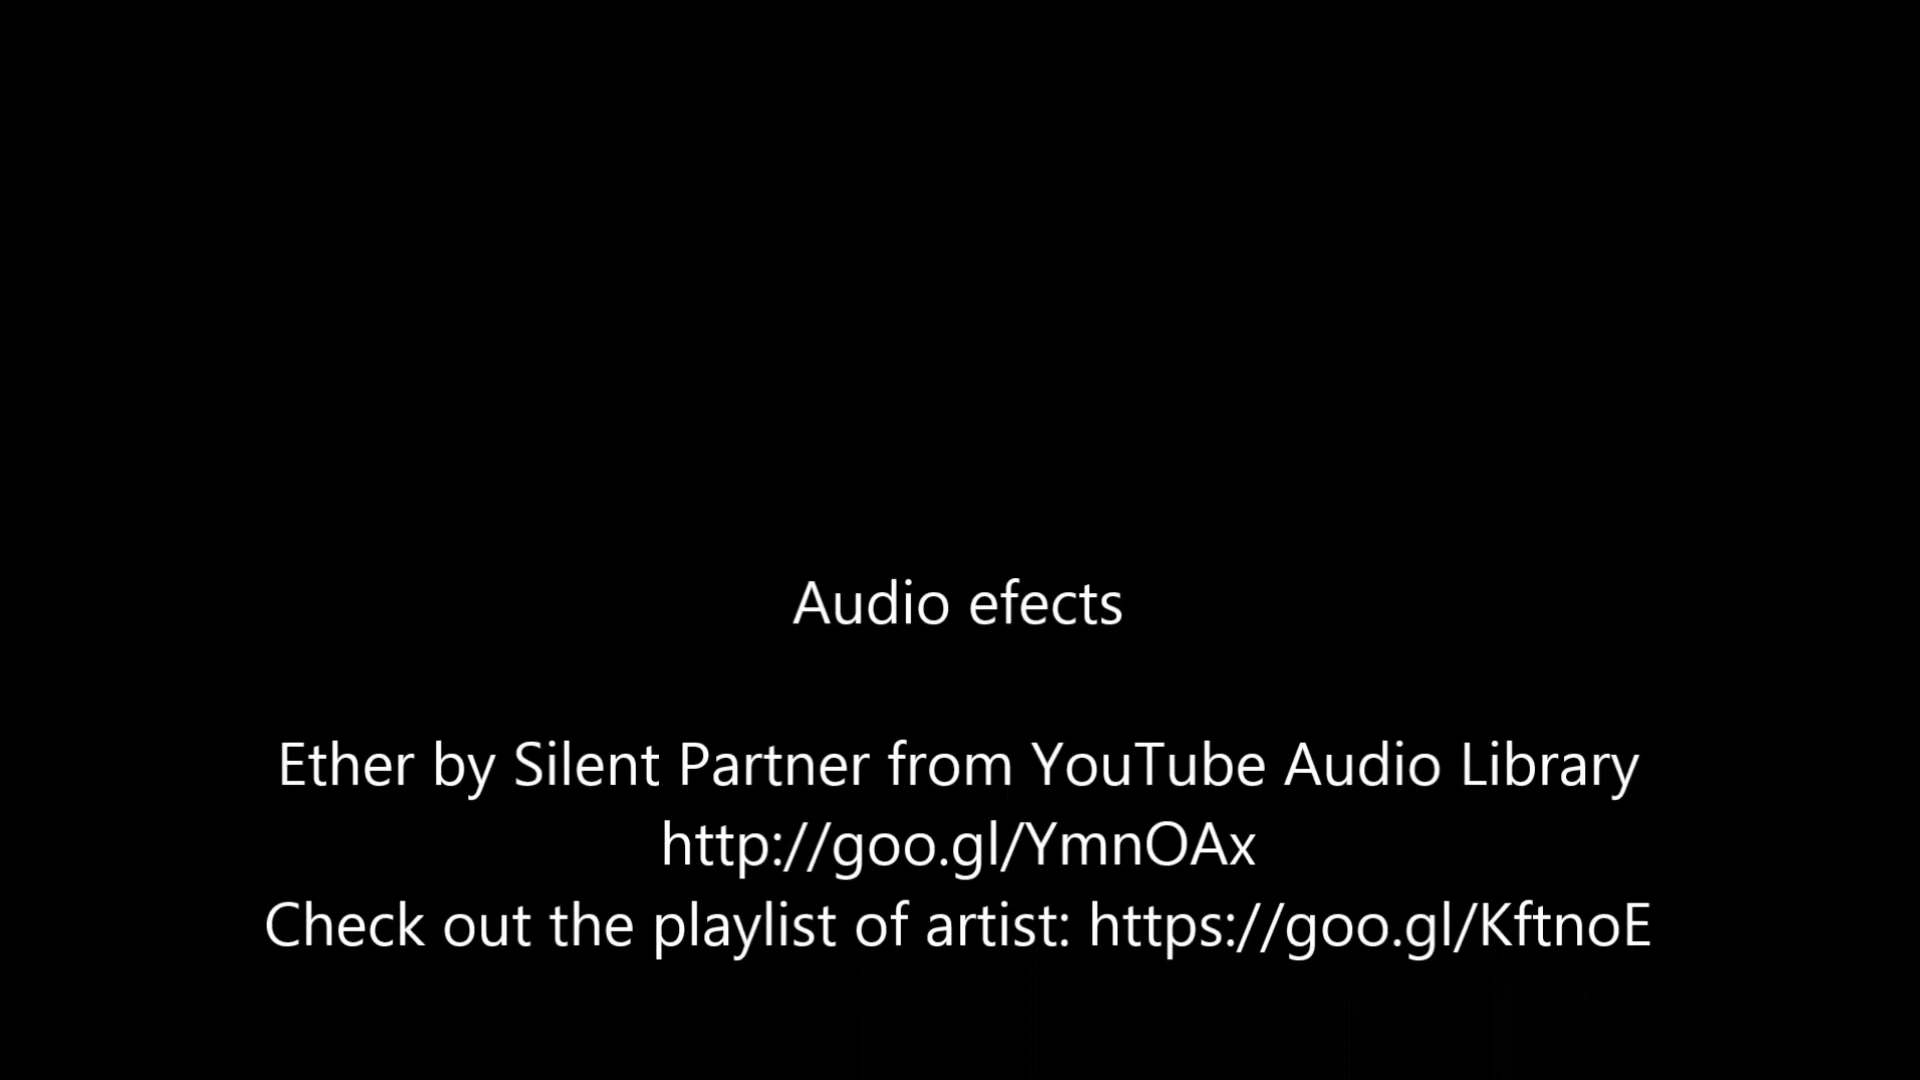 Audio efects
Ether by Silent Partner from YouTube Audio Library
http://goo.gl/YmnOAx
Check out the playlist of artist: https://goo.gl/KftnoE